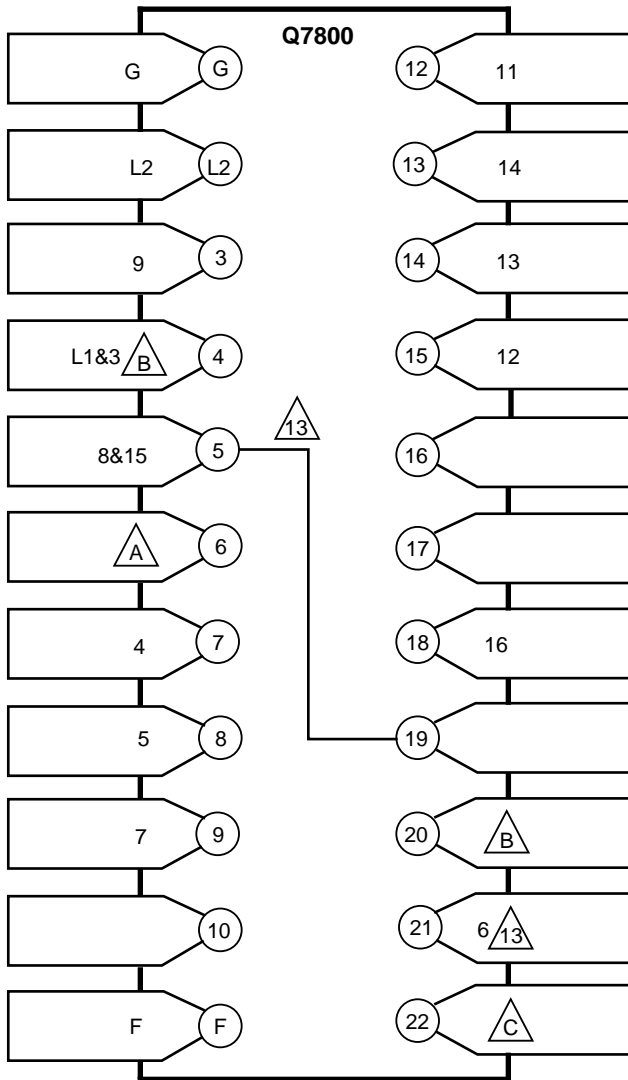 Q7800
G G 12 11
L2 L2 13 14
9 3 14 13
L1&3 B 4 15 12
13
8&15 5 16
A 6 17
4 7 18 16
5 8 19
7 9 20 B
10 21 6 13
F F 22 C